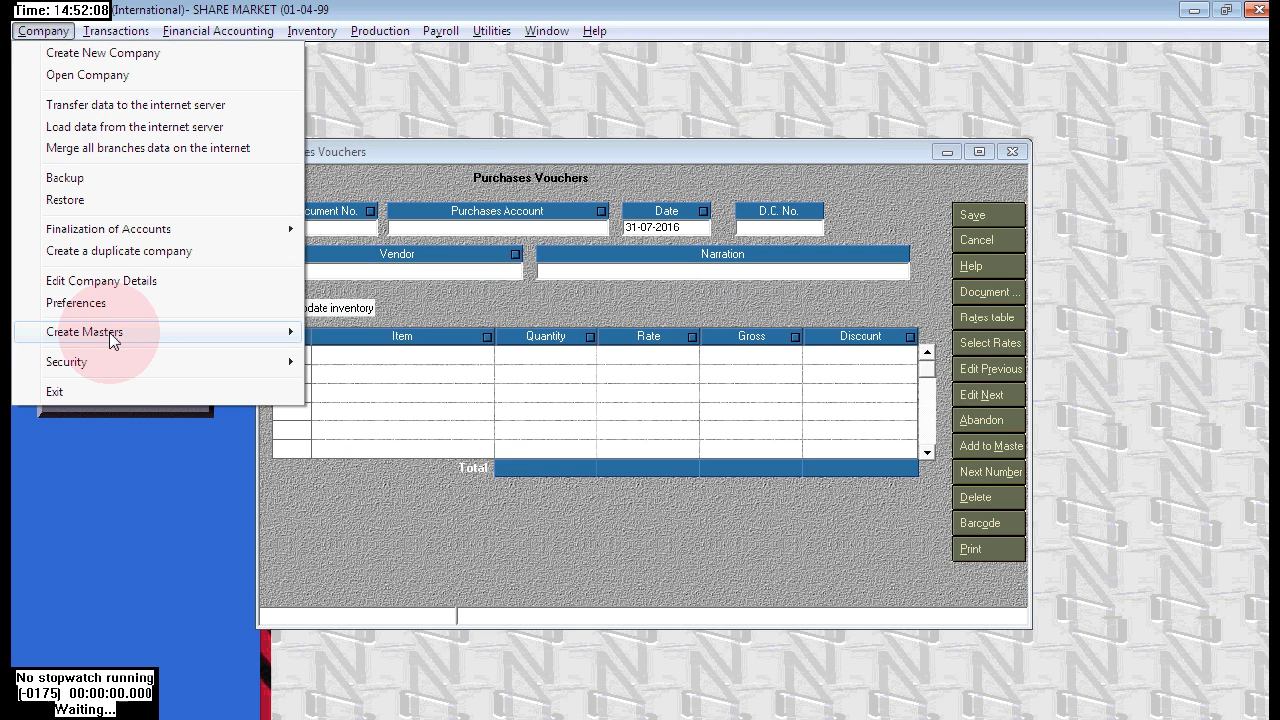 Time: 14:52:08 (International)- SHARE MARKET (01-04-99
Company Transactions Financial Accounting Inventory Production Payroll Utilities Window Help
Create New Company
Open Company
Transfer data to the internet server
Load data from the internet server
Merge all branches data on the internet
Backup
Restore
Finalization of Accounts
Create a duplicate company
Edit Company Details
Preferences
Create Masters
Security
Exit
Vouchers
Purchases Vouchers
No. Purchases Account Date D.C. No.
31-07-2016
Vendor Narration
inventory
Item Quantity Rate Gross Discount
Total
Save
Cancel
Help
Document ...
Rates table
Select Rates
Edit Previous
Edit Next
Abandon
Add to Maste
Next Number
Delete
Barcode
Print
No stopwatch running
[-0175] 00:00:00.000
Waiting...